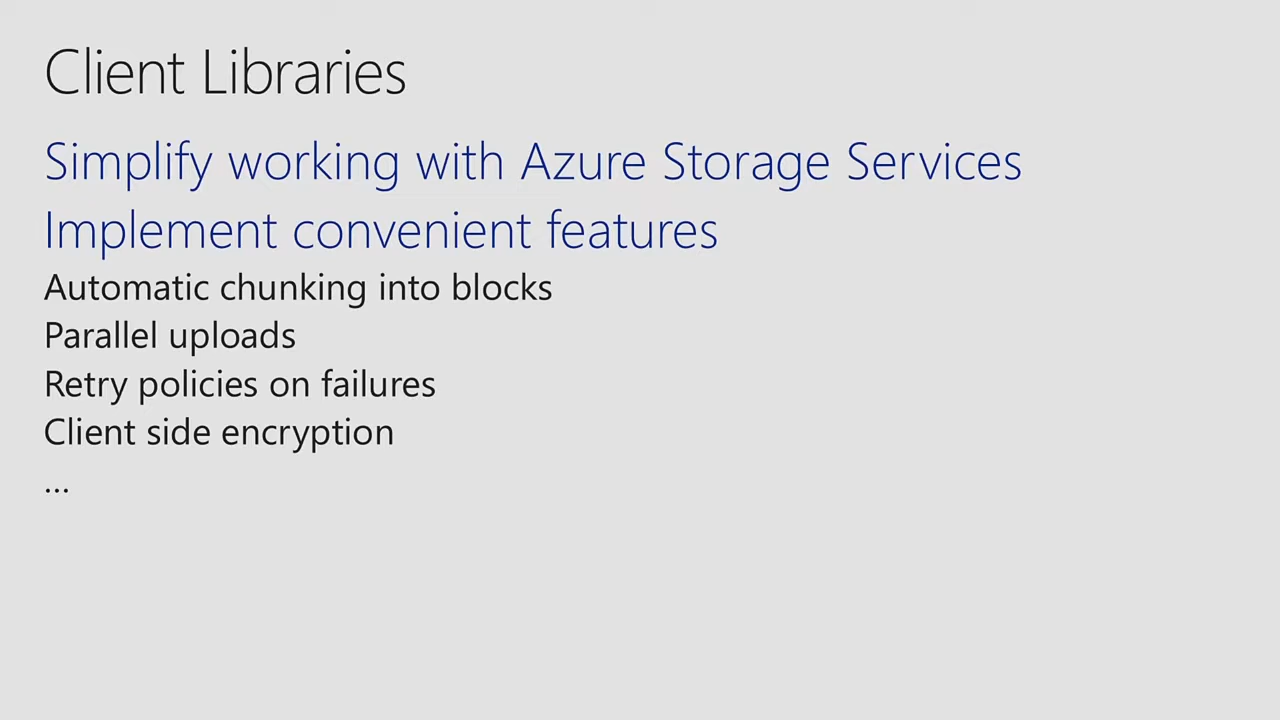 Client Libraries
Simplify working with Azure Storage Services
Implement convenient features
Automatic chunking into blocks
Parallel uploads
Retry policies on failures
Client side encryption
...